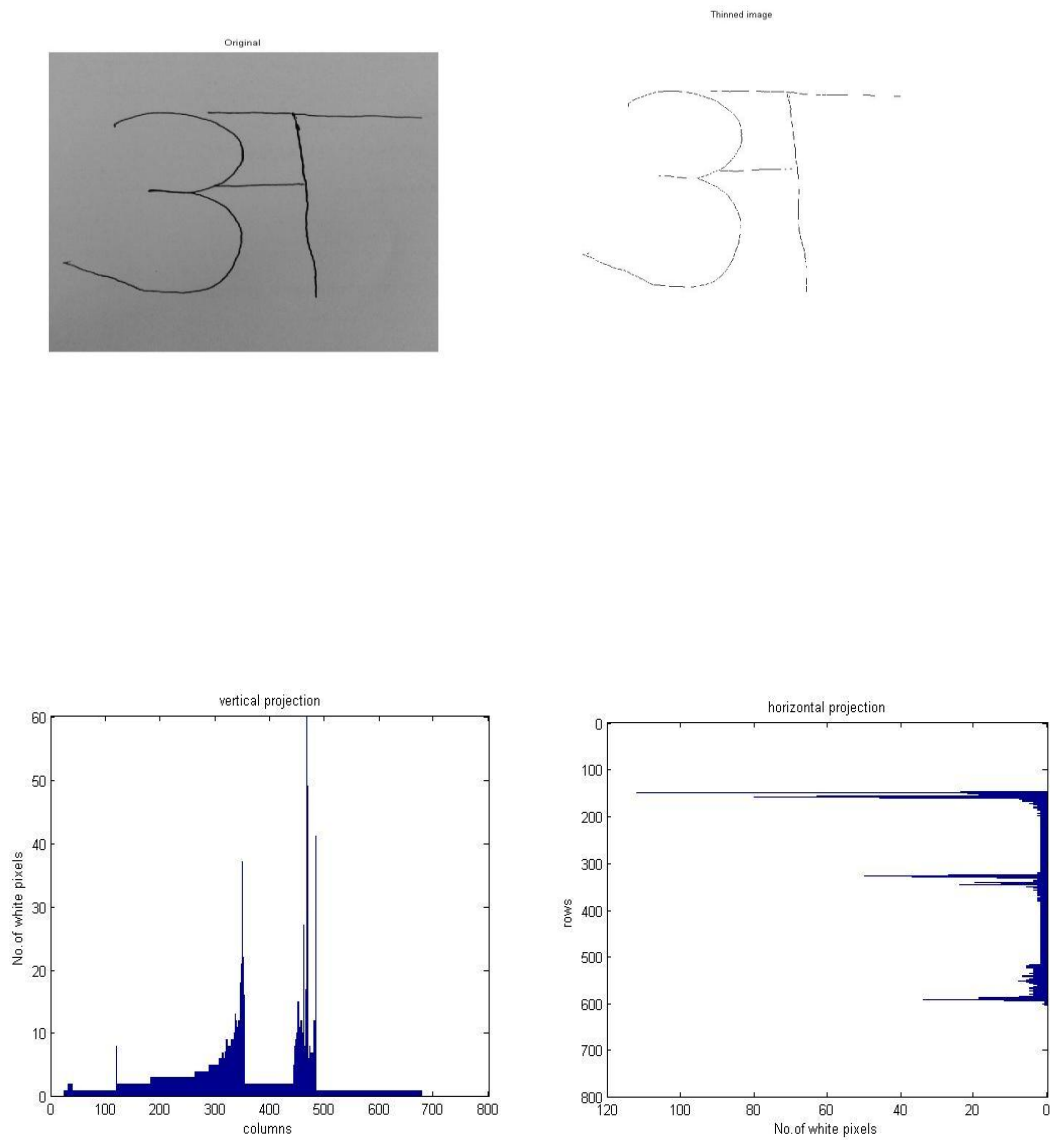 Original
अ
Thinned image
अ
vertical projection
No.of white pixels
60
50
40
30
20
10
0
0 100 200 300 400 500 600 700 800
columns
horizontal projection
rows
0
100
200
300
400
500
600
700
800
120 100 80 60 40 20 0
No.of white pixels